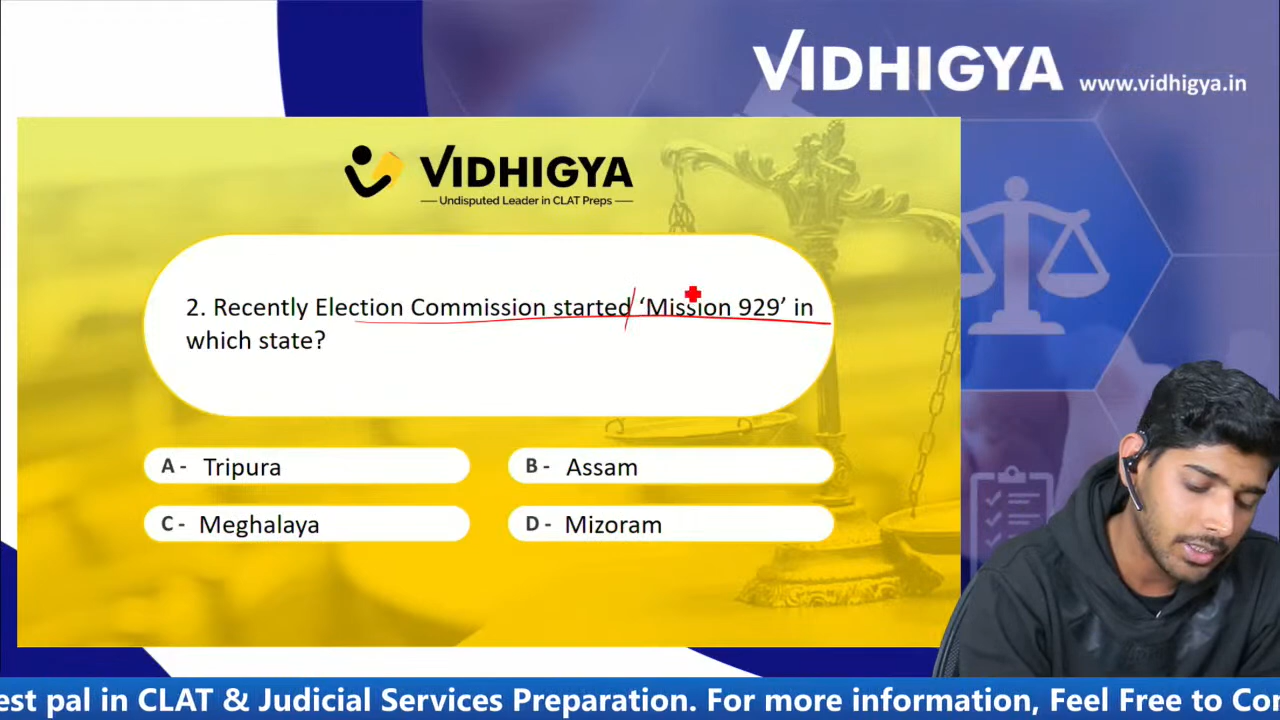 VIDHIGYA www.vidhigya.in
VIDHIGYA
Undisputed Leader in CLAT Preps
2. Recently Election Commission started ‘Mission 929’ in
which state?
A - Tripura
B - Assam
C - Meghalaya
D - Mizoram
est pal in CLAT & Judicial Services Preparation. For more information, Feel Free to Con